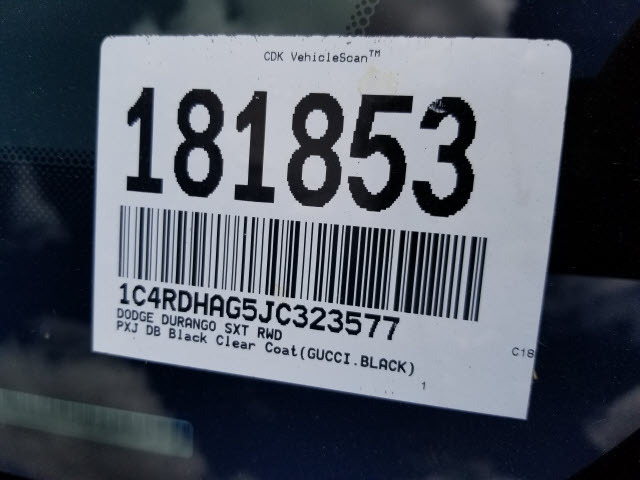 CDK VehicleScan™
181853
1C4RDHAG5JC323577
DODGE DURANGO SXT RWD
PXJ DB Black Clear Coat(GUCCI.BLACK)
C18
1